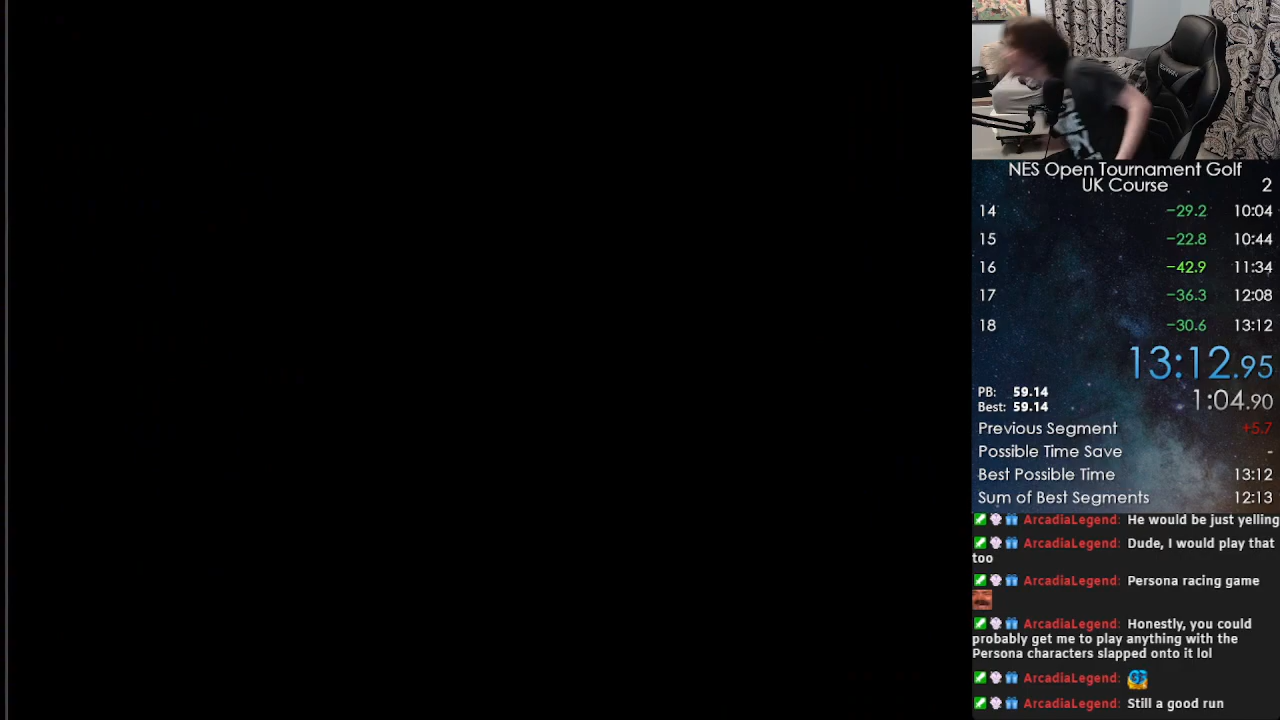 NES Open Tournament Golf
UK Course 2
14 -29.2 10:04
15 -22.8 10:44
16 -42.9 11:34
17 -36.3 12:08
18 -30.6 13:12
13:12.95
PB: 59.14
Best: 59.14
1:04.90
Previous Segment +5.7
Possible Time Save -
Best Possible Time 13:12
Sum of Best Segments 12:13
ArcadiaLegend: He would be just yelling
ArcadiaLegend: Dude, I would play that
too
ArcadiaLegend: Persona racing game
ArcadiaLegend: Honestly, you could
probably get me to play anything with the
Persona characters slapped onto it lol
ArcadiaLegend: GG
ArcadiaLegend: Still a good run